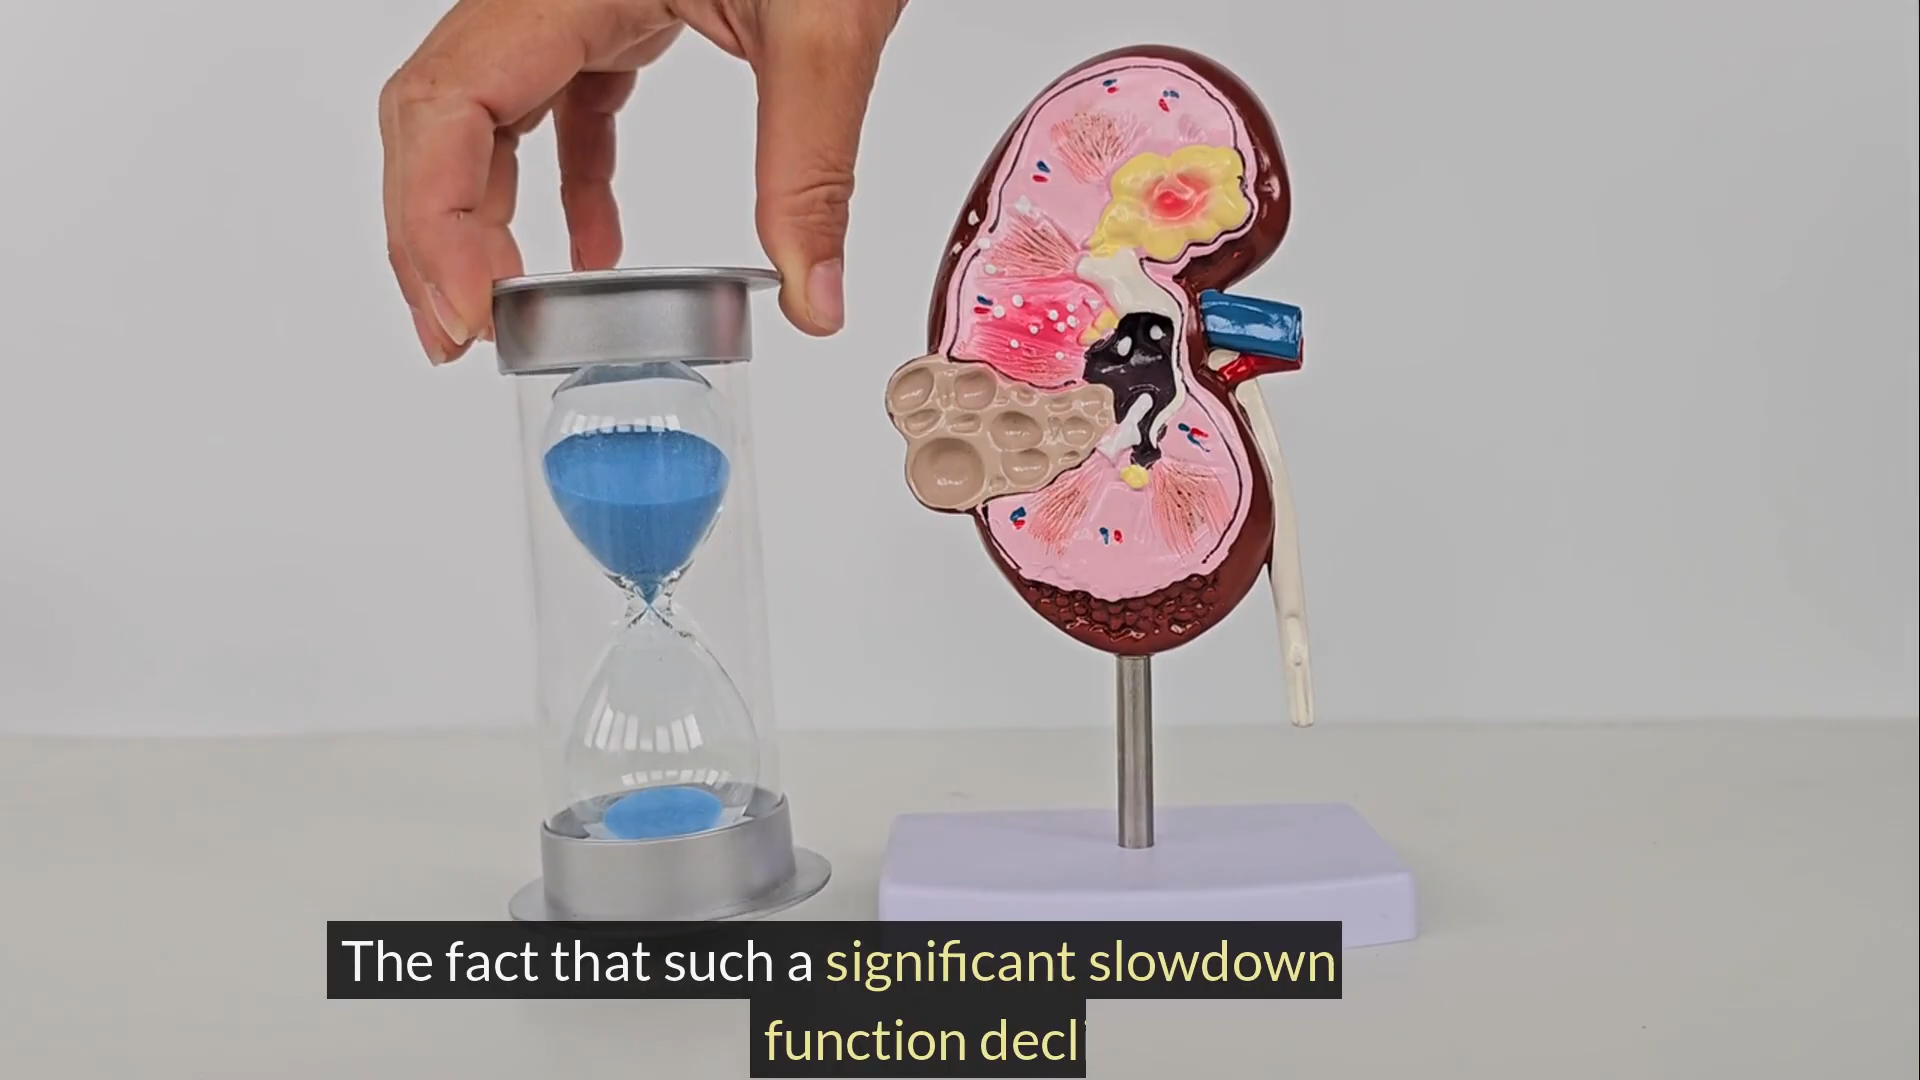 The fact that such a significant slowdown
function decl